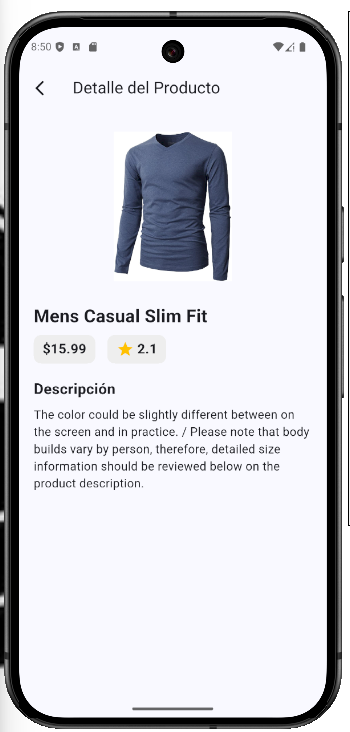 8:50
Detalle del Producto
Mens Casual Slim Fit
$15.99
2.1
Descripción
The color could be slightly different between on
the screen and in practice. / Please note that body
builds vary by person, therefore, detailed size
information should be reviewed below on the
product description.